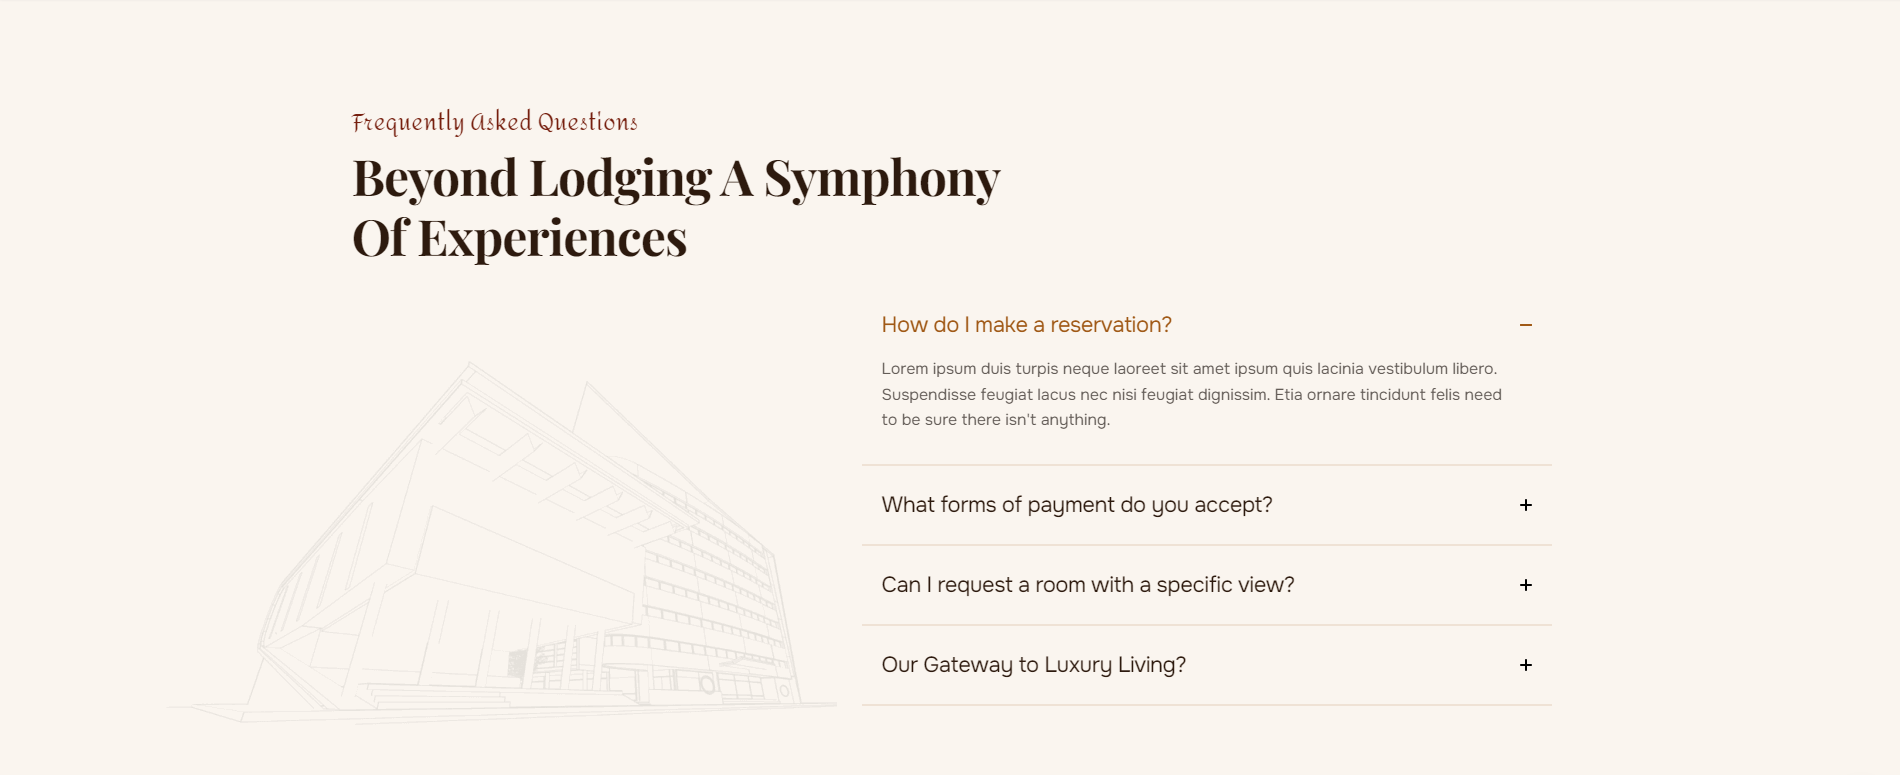 Frequently Asked Questions
Beyond Lodging A Symphony
Of Experiences
How do I make a reservation?
Lorem ipsum duis turpis neque laoreet sit amet ipsum quis lacinia vestibulum libero.
Suspendisse feugiat lacus nec nisi feugiat dignissim. Etia ornare tincidunt felis need
to be sure there isn't anything.
What forms of payment do you accept?
Can I request a room with a specific view?
Our Gateway to Luxury Living?